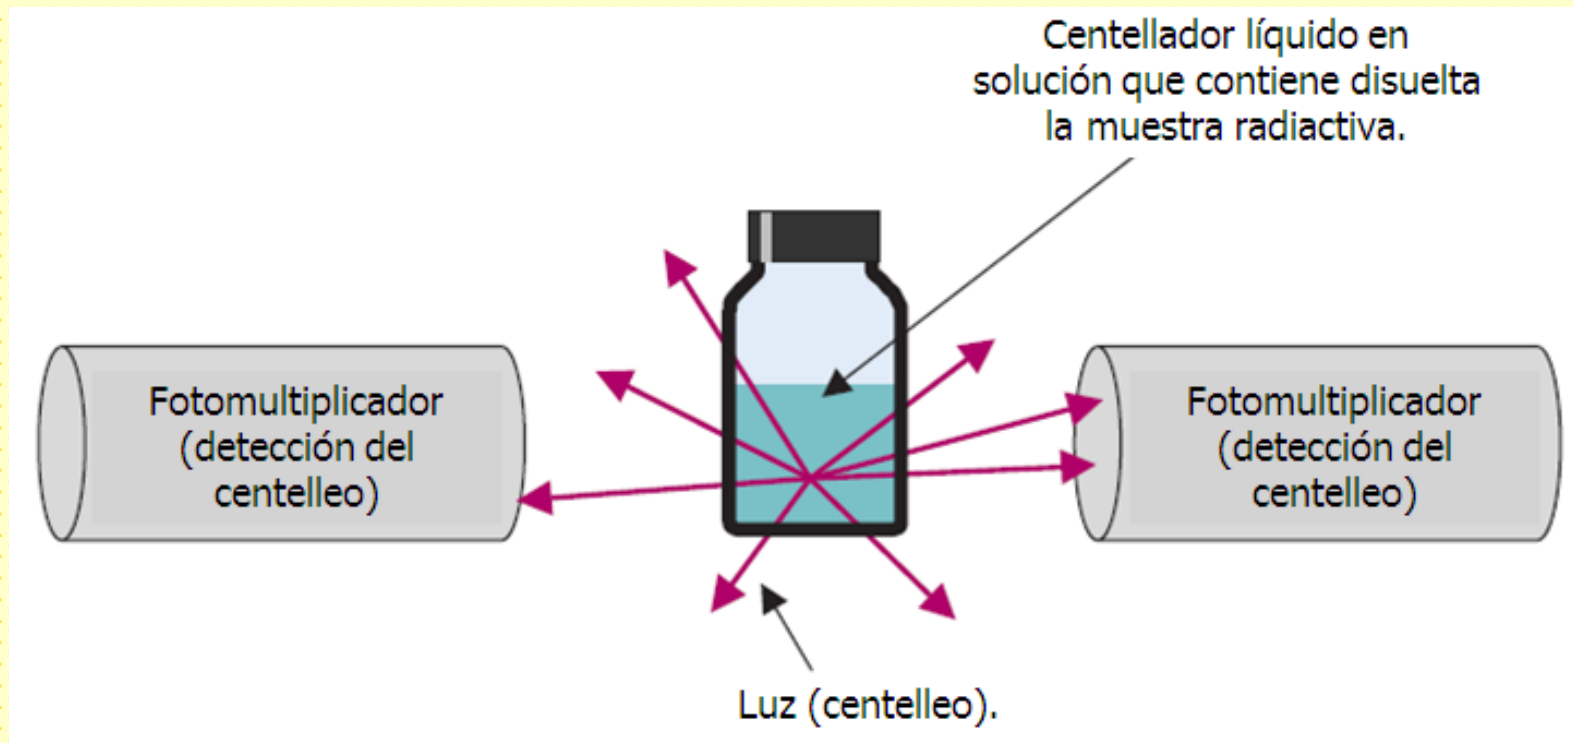 Centellador líquido en
solución que contiene disuelta
la muestra radiactiva.
Fotomultiplicador
(detección del
centelleo)
Fotomultiplicador
(detección del
centelleo)
Luz (centelleo).